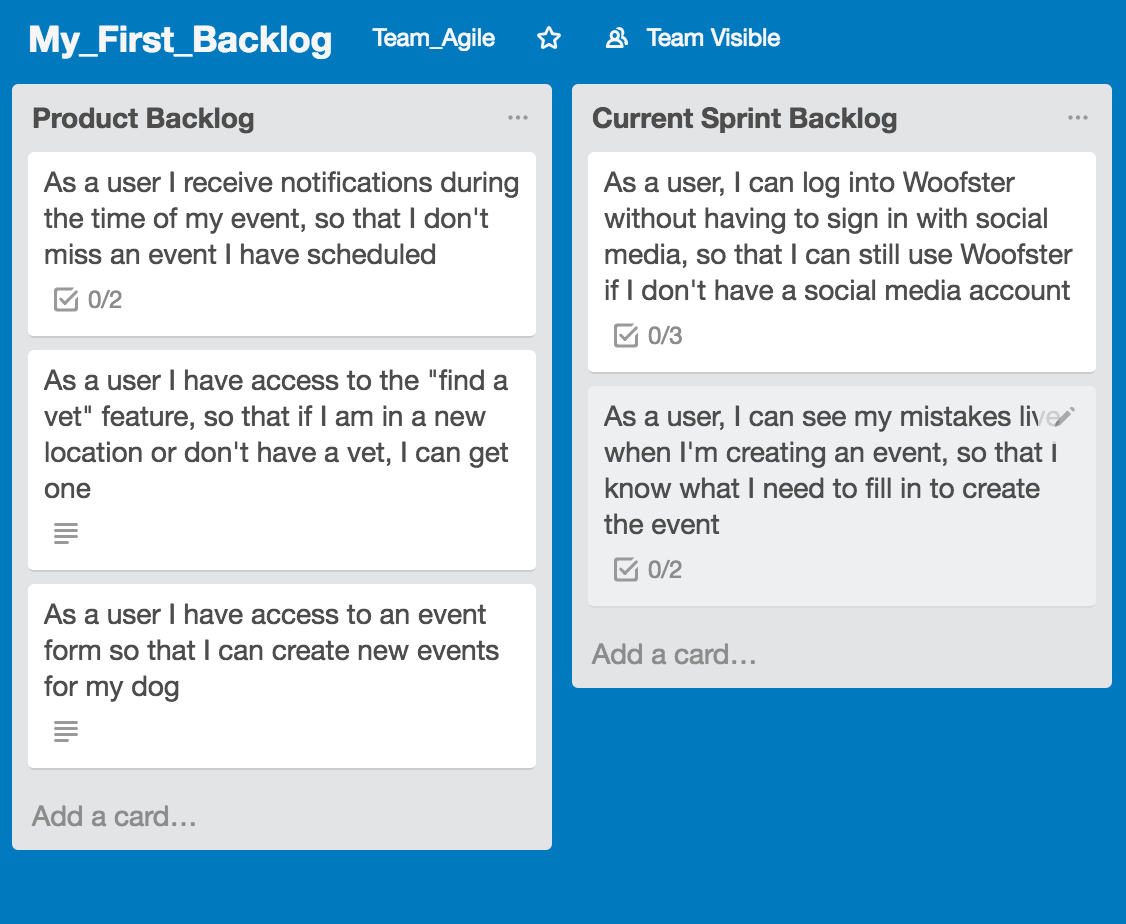 My_First_Backlog Team_Agile Team Visible
Product Backlog
As a user I receive notifications during
the time of my event, so that I don't
miss an event I have scheduled
0/2
As a user I have access to the "find a
vet" feature, so that if I am in a new
location or don't have a vet, I can get
one
As a user I have access to an event
form so that I can create new events
for my dog
Add a card…
Current Sprint Backlog
As a user, I can log into Woofster
without having to sign in with social
media, so that I can still use Woofster
if I don't have a social media account
0/3
As a user, I can see my mistakes live
when I'm creating an event, so that I
know what I need to fill in to create
the event
0/2
Add a card…